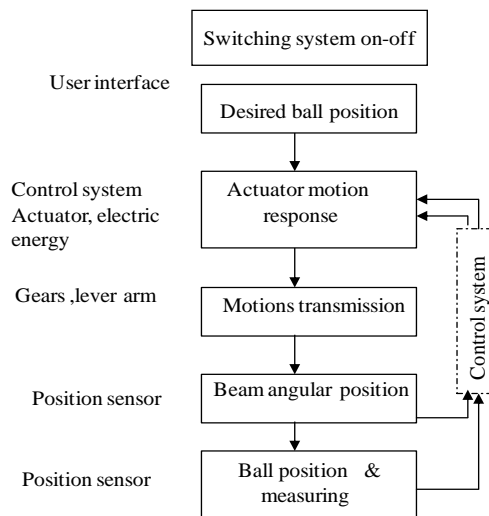 Switching system on-off
User interface
Desired ball position
Control system
Actuator, electric
energy
Actuator motion
response
Gears ,lever arm
Motions transmission
Control system
Position sensor
Beam angular position
Position sensor
Ball position &
measuring